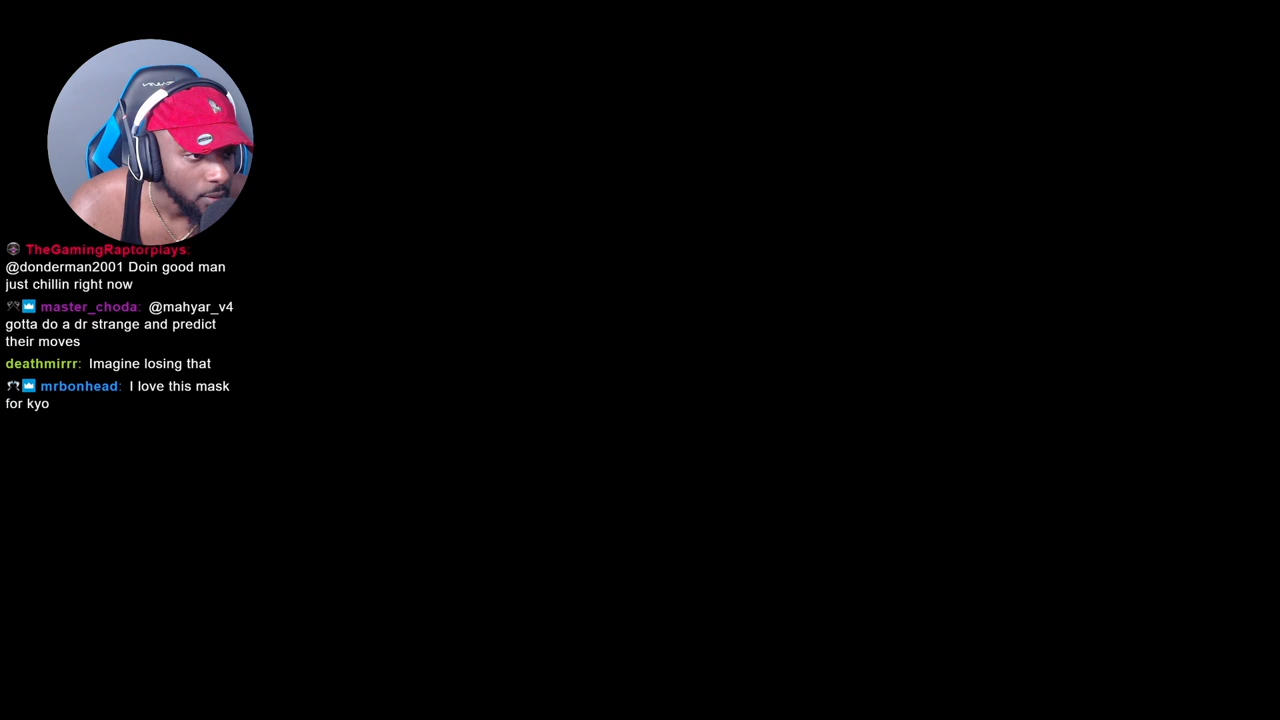 TheGamingRaptorplays:
@donderman2001 Doin good man
just chillin right now
master_choda: @mahyar_v4
gotta do a dr strange and predict
their moves
deathmirrr: Imagine losing that
mrbonhead: I love this mask
for kyo